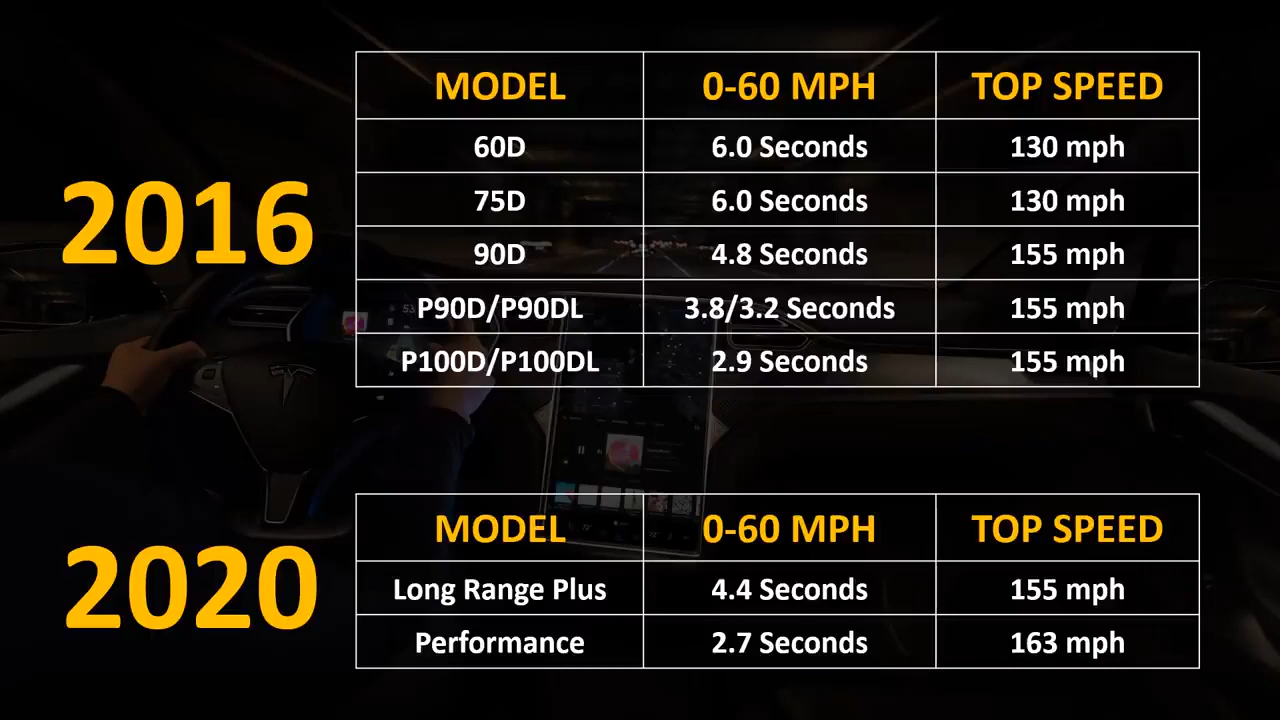 2016
MODEL 0-60 MPH TOP SPEED
60D 6.0 Seconds 130 mph
75D 6.0 Seconds 130 mph
90D 4.8 Seconds 155 mph
P90D/P90DL 3.8/3.2 Seconds 155 mph
P100D/P100DL 2.9 Seconds 155 mph
2020
MODEL 0-60 MPH TOP SPEED
Long Range Plus 4.4 Seconds 155 mph
Performance 2.7 Seconds 163 mph